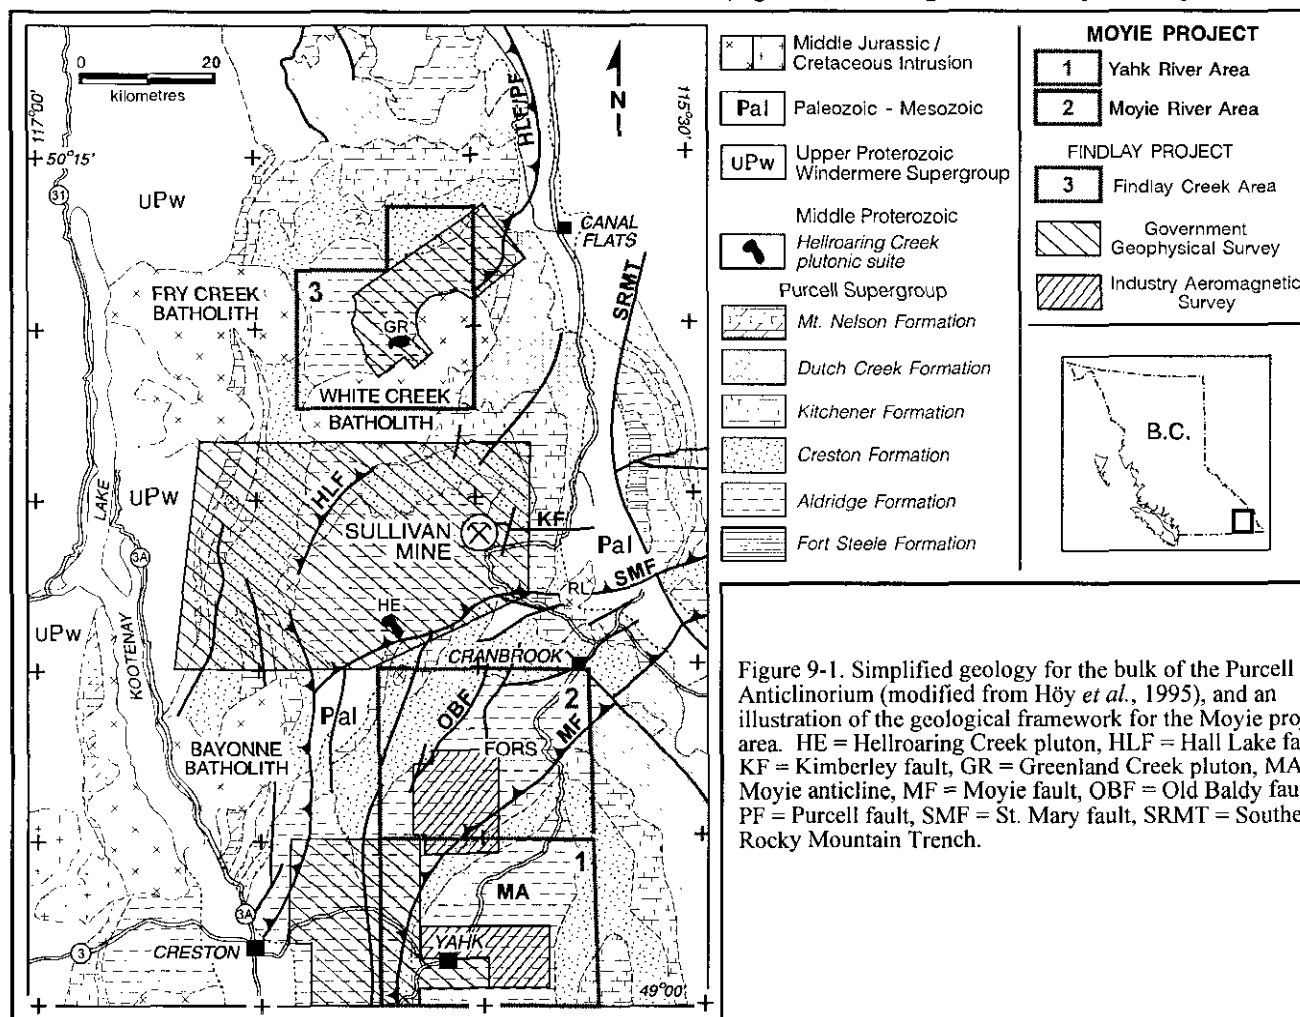 0 20
kilometres
N
117°00'
115°30'
50°15'
49°00'
31
uPw
HLF/PF
CANAL
FLATS
SRMT
FRY CREEK
BATHOLITH
3
GR
WHITE CREEK
BATHOLITH
LAKE
uPw
HLF
SULLIVAN
MINE
KF
Pal
SMF
RL
3A
HE
uPw
KOOTENAY
CRANBROOK
Pal
OBF
2
MF
FORS
BAYONNE
BATHOLITH
1
MA
3A
3
CRESTON
YAHK
Middle Jurassic /
Cretaceous Intrusion
Pal Paleozoic - Mesozoic
uPw Upper Proterozoic
Windermere Supergroup
Middle Proterozoic
Hellroaring Creek
plutonic suite
Purcell Supergroup
Mt. Nelson Formation
Dutch Creek Formation
Kitchener Formation
Creston Formation
Aldridge Formation
Fort Steele Formation
MOYIE PROJECT
1 Yahk River Area
2 Moyie River Area
FINDLAY PROJECT
3 Findlay Creek Area
Government
Geophysical Survey
Industry Aeromagnetic
Survey
B.C.
Figure 9-1. Simplified geology for the bulk of the Purcell
Anticlinorium (modified from Höy et al., 1995), and an
illustration of the geological framework for the Moyie pro
area. HE = Hellroaring Creek pluton, HLF = Hall Lake fa
KF = Kimberley fault, GR = Greenland Creek pluton, MA
Moyie anticline, MF = Moyie fault, OBF = Old Baldy fau
PF = Purcell fault, SMF = St. Mary fault, SRMT = Southe
Rocky Mountain Trench.